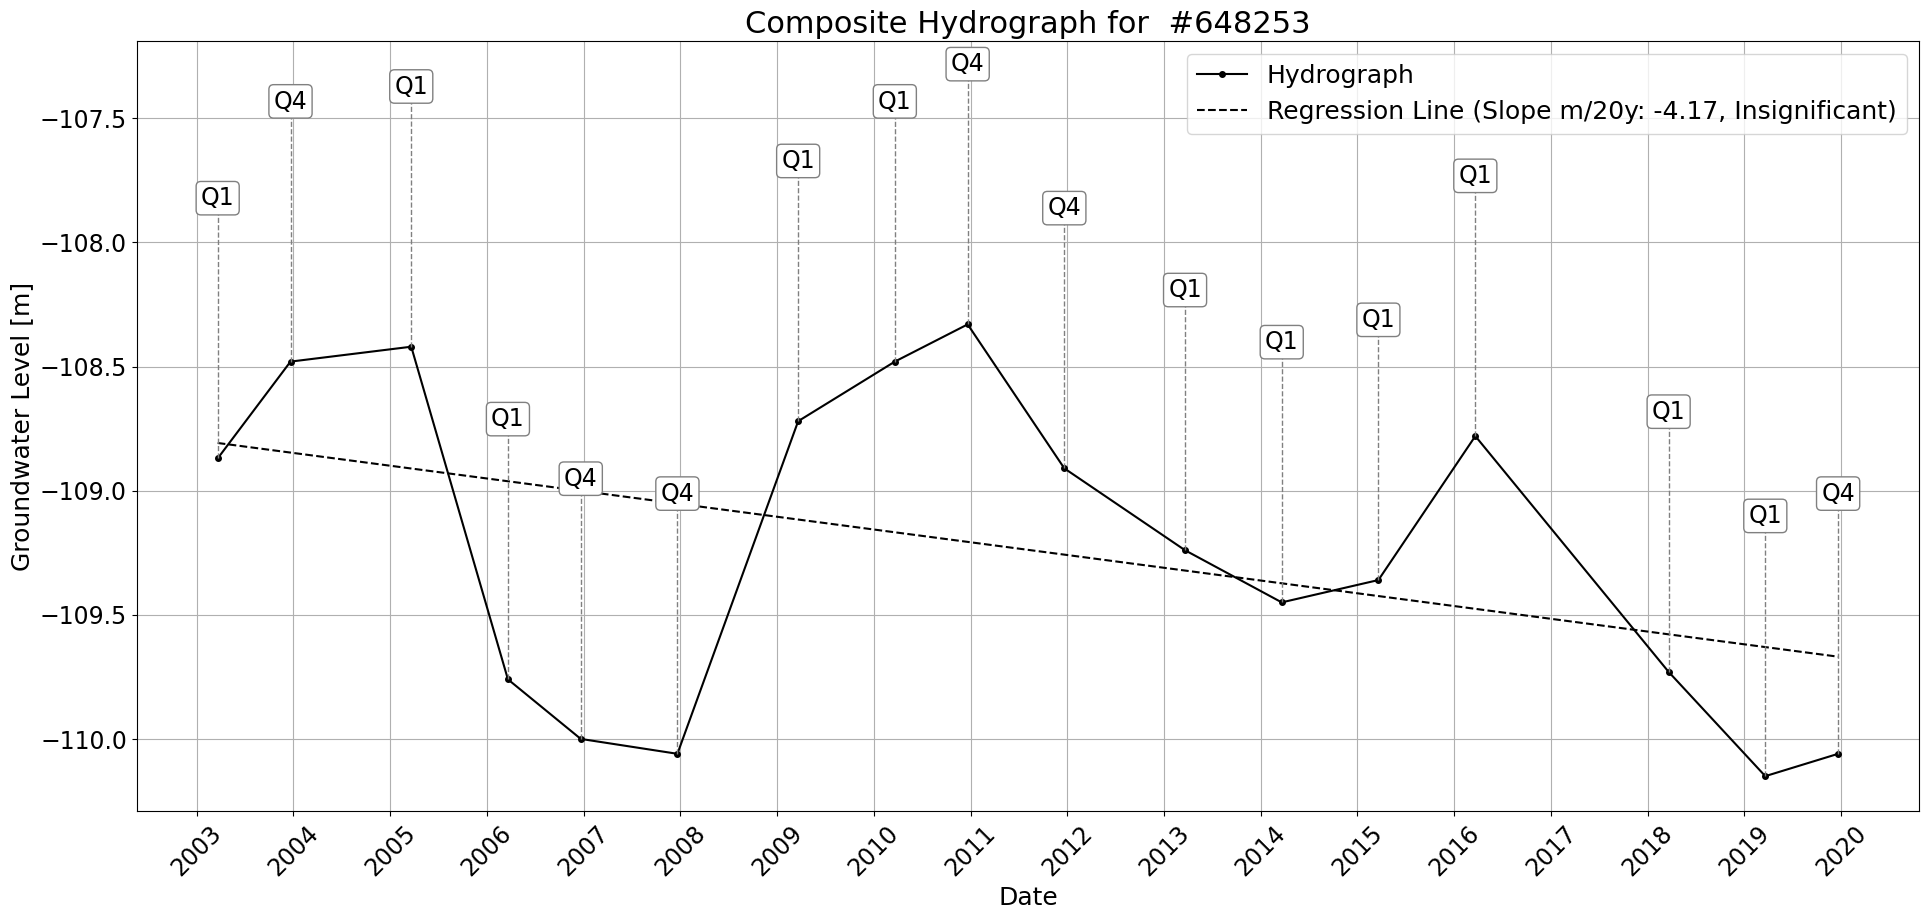 Composite Hydrograph for  #648253
Hydrograph
Regression Line (Slope m/20y: -4.17, Insignificant)
Q1
Q4
Q1
Q1
Q4
Q4
Q1
Q1
Q4
Q4
Q1
Q1
Q1
Q1
Q1
Q1
Q4
Groundwater Level [m]
−107.5
−108.0
−108.5
−109.0
−109.5
−110.0
2003
2004
2005
2006
2007
2008
2009
2010
2011
2012
2013
2014
2015
2016
2017
2018
2019
2020
Date